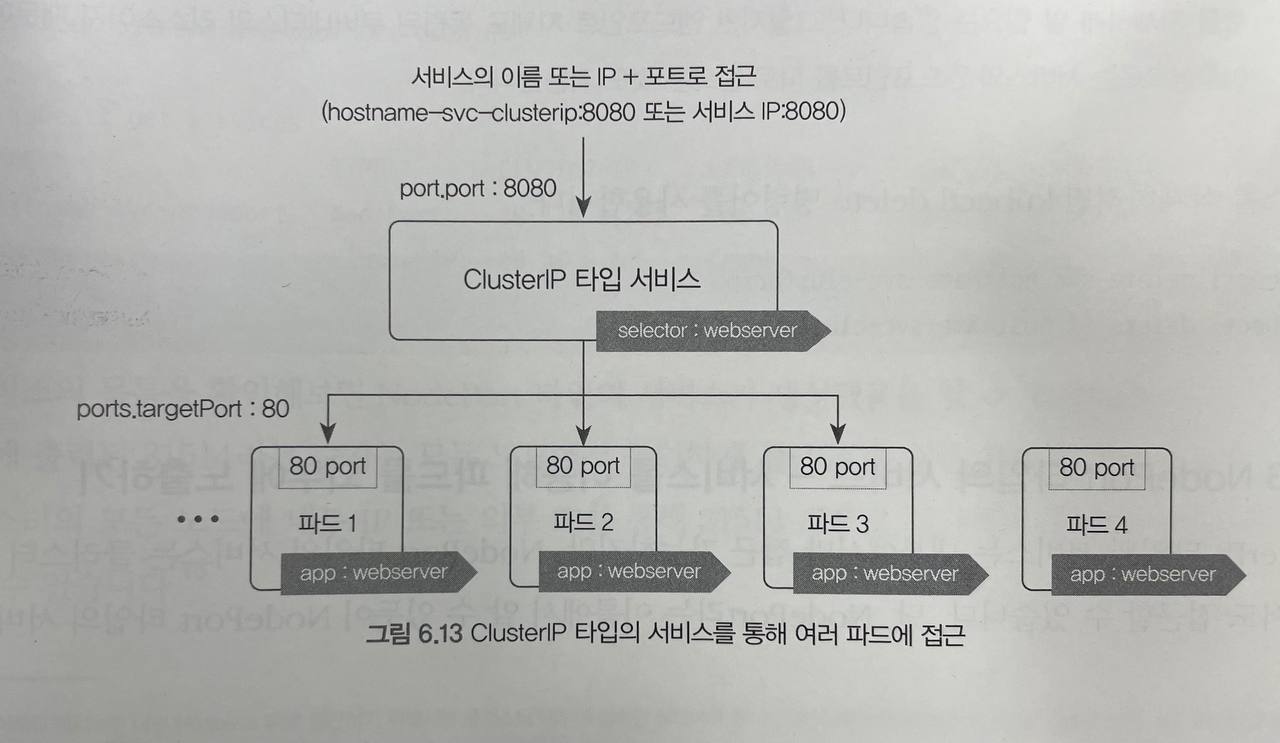 서비스의 이름 또는 IP + 포트로 접근
(hostname-svc-clusterip:8080 또는 서비스 IP:8080)
port.port : 8080
ClusterIP 타입 서비스
selector : webserver
ports.targetPort : 80
80 port
80 port
80 port
80 port
•••
파드 1
파드 2
파드 3
파드 4
app : webserver
app : webserver
app : webserver
app : webserver
그림 6.13 ClusterIP 타입의 서비스를 통해 여러 파드에 접근